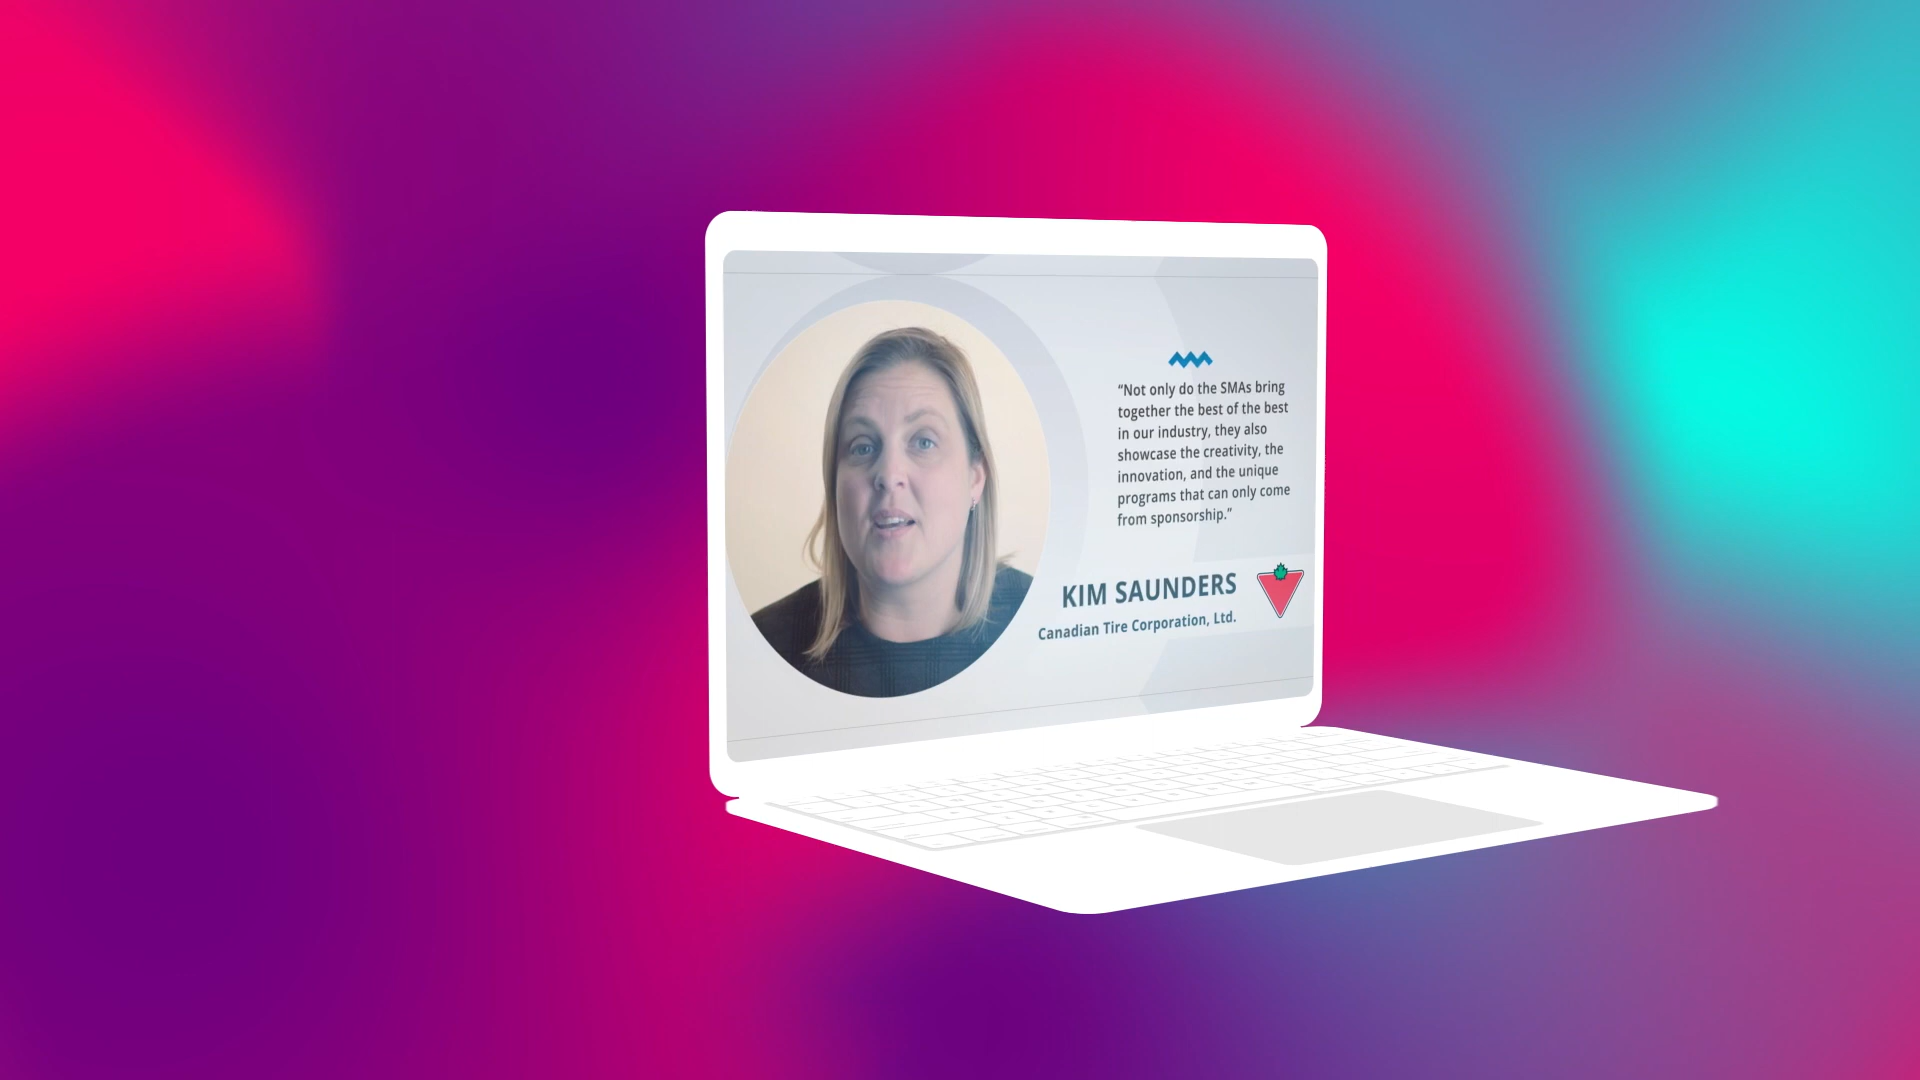 “Not only do the SMAs bring
together the best of the best
in our industry, they also
showcase the creativity, the
innovation, and the unique
programs that can only come
from sponsorship.”
KIM SAUNDERS
Canadian Tire Corporation, Ltd.